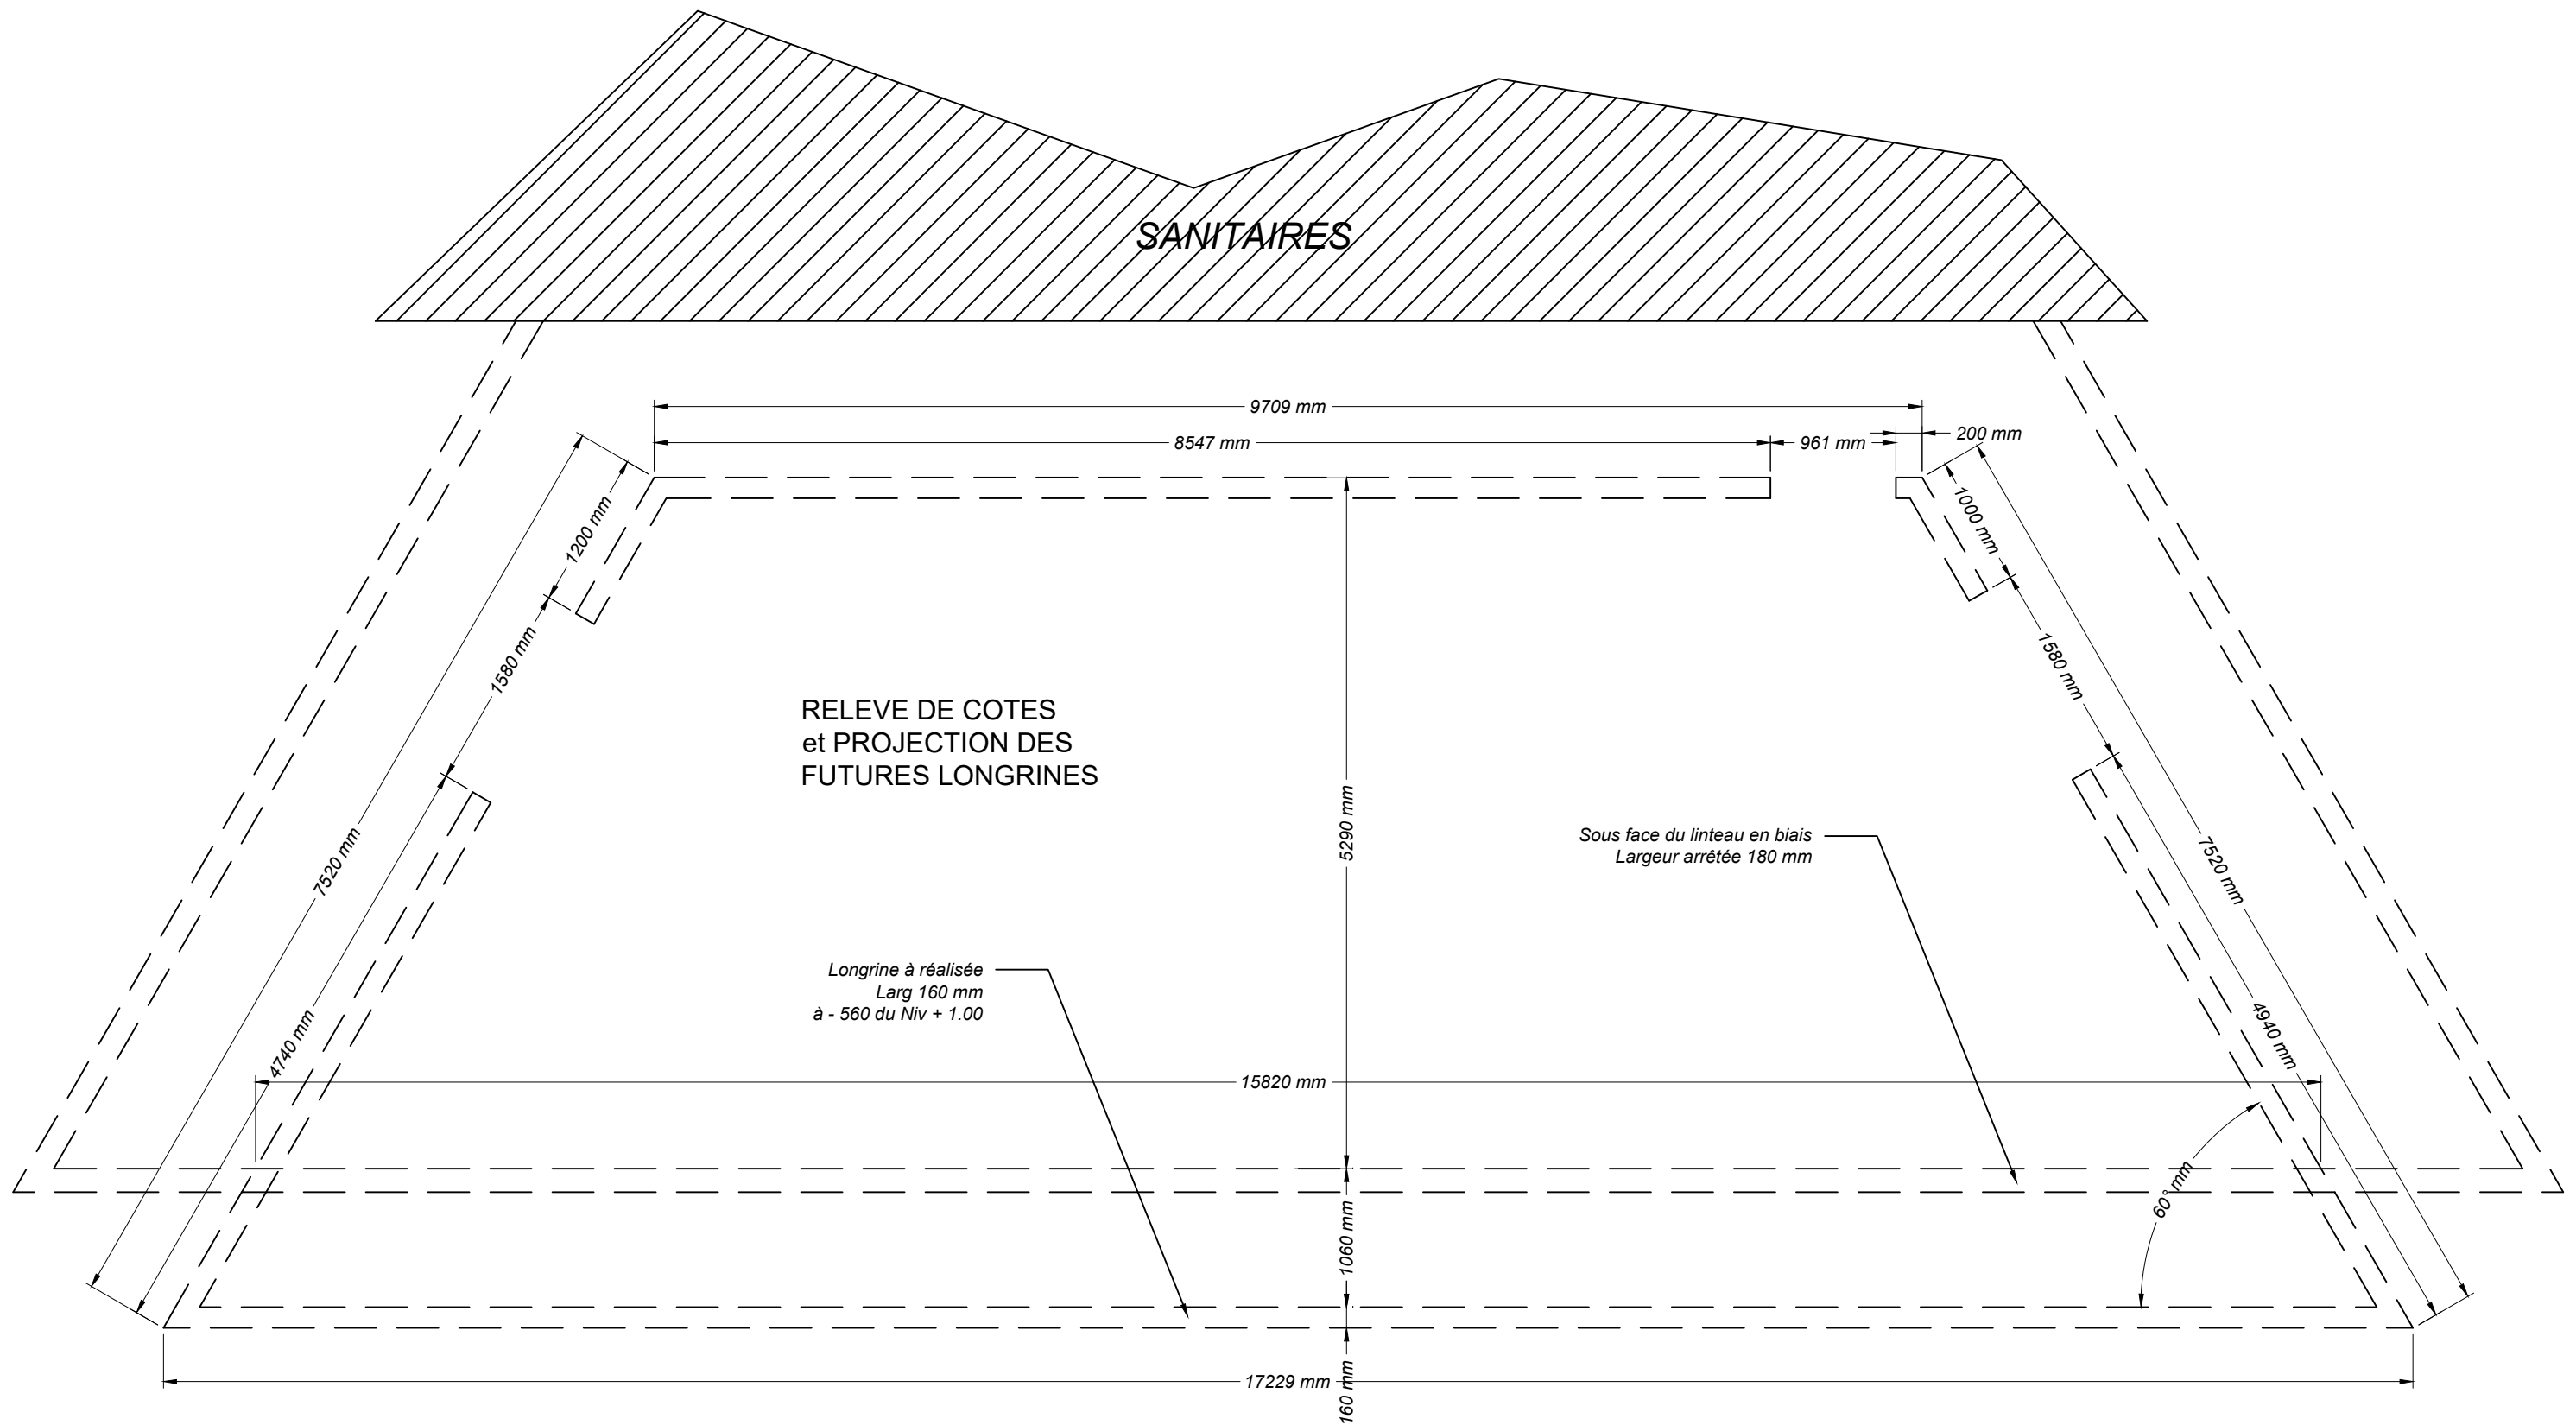 SANITAIRES
9709 mm
8547 mm
961 mm
200 mm
1200 mm
1000 mm
1580 mm
1580 mm
RELEVE DE COTES
et PROJECTION DES
FUTURES LONGRINES
5290 mm
Sous face du linteau en biais
Largeur arrêtée 180 mm
7520 mm
7520 mm
Longrine à réalisée
Larg 160 mm
à - 560 du Niv + 1.00
4740 mm
4940 mm
15820 mm
60° mm
1060 mm
17229 mm
160 mm